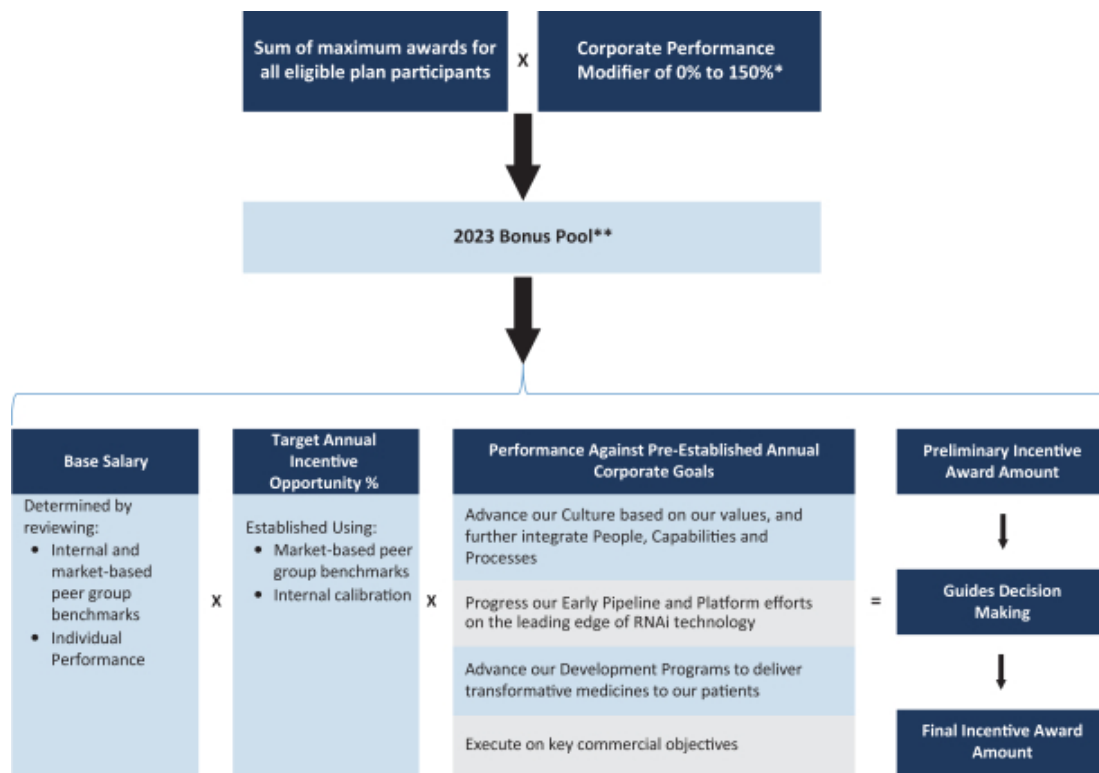 Sum of maximum awards for
all eligible plan participants
X
Corporate Performance
Modifier of 0% to 150%*
2023 Bonus Pool**
Base Salary
Determined by
reviewing:
• Internal and
market-based
peer group
benchmarks
• Individual
Performance
X
Target Annual
Incentive
Opportunity %
Established Using:
• Market-based peer
group benchmarks
• Internal calibration
X
Performance Against Pre-Established Annual
Corporate Goals
Advance our Culture based on our values, and
further integrate People, Capabilities and
Processes
Progress our Early Pipeline and Platform efforts
on the leading edge of RNAi technology
Advance our Development Programs to deliver
transformative medicines to our patients
Execute on key commercial objectives
=
Preliminary Incentive
Award Amount
Guides Decision
Making
Final Incentive Award
Amount